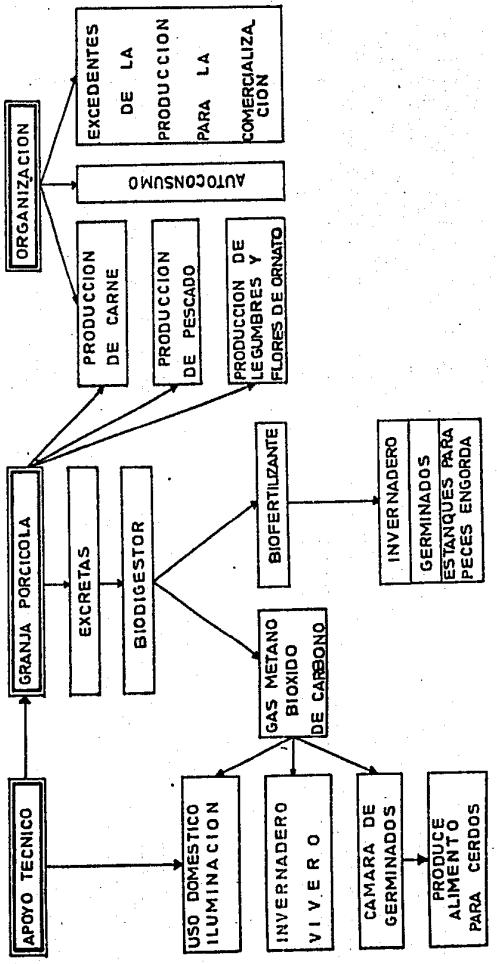 APOYO TECNICO
GRANJA PORCICOLA
ORGANIZACION
EXCRETAS
BIODIGESTOR
PRODUCCION
DE CARNE
PRODUCCION
DE PESCADO
PRODUCCION DE
LEGUMBRES Y
FLORES DE ORNATO
AUTOCONSUMO
EXCEDENTES
DE LA
PRODUCCION
PARA LA
COMERCIALIZA
CION
USO DOMESTICO
ILUMINACION
INVERNADERO
VIVERO
CAMARA DE
GERMINADOS
PRODUCE
ALIMENTO
PARA CERDOS
GAS METANO
BIOXIDO
DE CARBONO
BIOFERTILIZANTE
INVERNADERO
GERMINADOS
ESTANQUES PARA
PECES ENGORDA